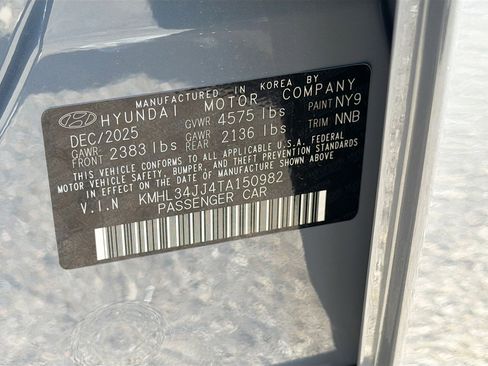 MANUFACTURED IN KOREA BY
HYUNDAI MOTOR COMPANY
DEC/2025 GVWR 4575 lbs PAINT NY9
GAWR FRONT 2383 lbs GAWR REAR 2136 lbs TRIM NNB
THIS VEHICLE CONFORMS TO ALL APPLICABLE U.S.A. FEDERAL
MOTOR VEHICLE SAFETY, BUMPER, AND THEFT PREVENTION STANDARDS
IN EFFECT ON THE DATE OF MANUFACTURE SHOWN ABOVE.
V.I.N KMHL34JJ4TA150982
PASSENGER CAR